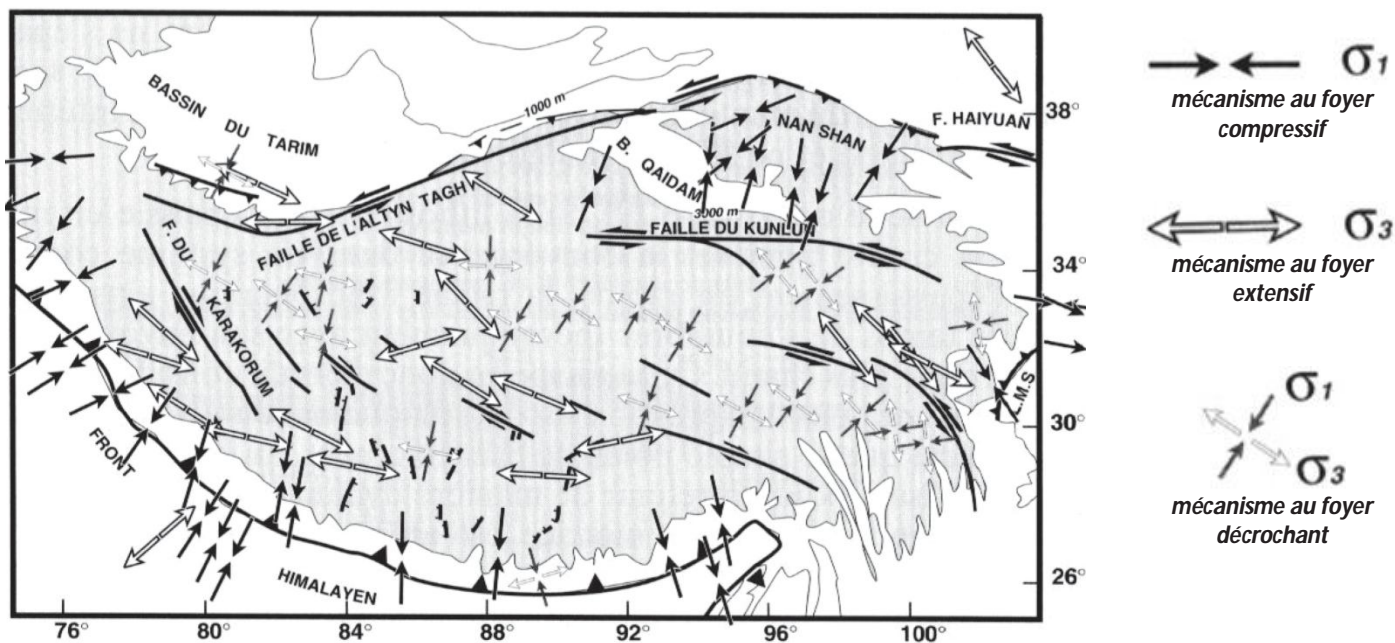 BASSIN
DU
TARIM
1000 m
NAN SHAN
F. HAIYUAN
B. QAIDAM
3000 m
FAILLE DU KUNLUN
FAILLE DE L'ALTYN TAGH
F. DU
KARAKORUM
FRONT
HIMALAYEN
L.M.S
38°
34°
30°
26°
76°
80°
84°
88°
92°
96°
100°
σ1
mécanisme au foyer
compressif
σ3
mécanisme au foyer
extensif
σ1
σ3
mécanisme au foyer
décrochant